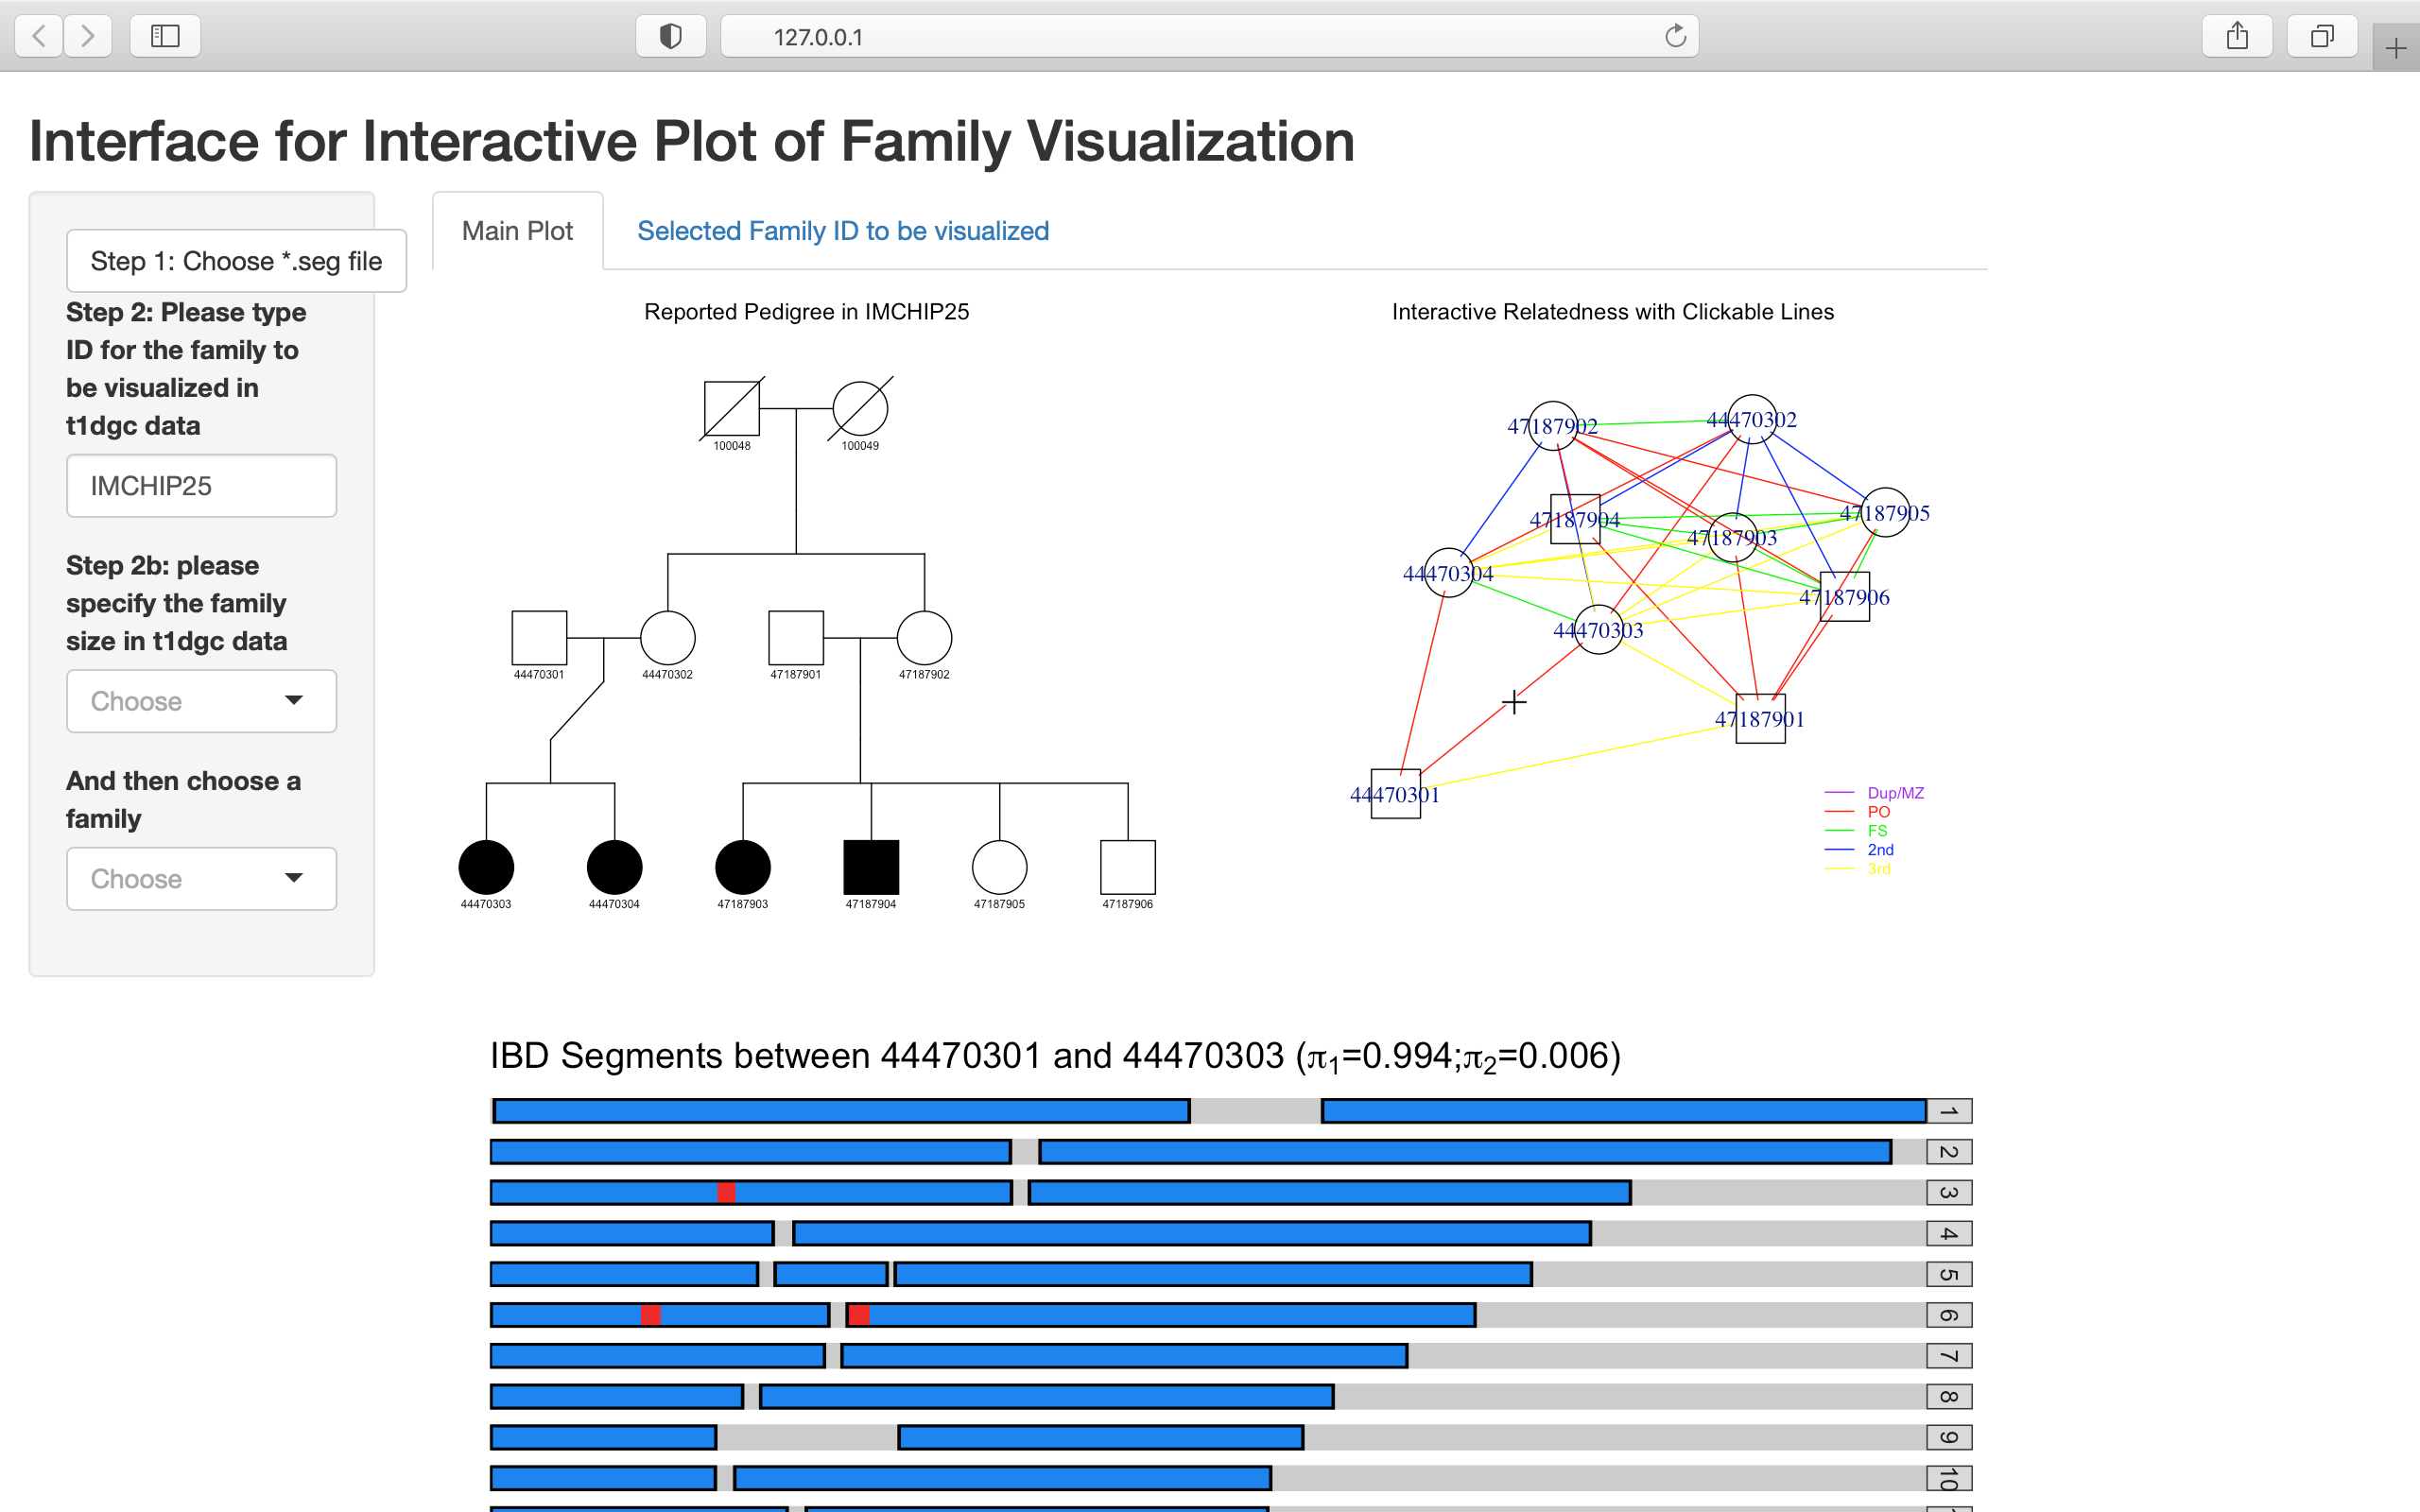 127.0.0.1
Interface for Interactive Plot of Family Visualization
Step 1: Choose *.seg file
Step 2: Please type
ID for the family to
be visualized in
t1dgc data
IMCHIP25
Step 2b: please
specify the family
size in t1dgc data
Choose
And then choose a
family
Choose
Main Plot
Selected Family ID to be visualized
Reported Pedigree in IMCHIP25
100048
100049
44470301
44470302
47187901
47187902
44470303
44470304
47187903
47187904
47187905
47187906
Interactive Relatedness with Clickable Lines
47187902
44470302
47187904
47187905
47187903
44470304
47187906
44470303
47187901
44470301
Dup/MZ
PO
FS
2nd
3rd
IBD Segments between 44470301 and 44470303 (π1=0.994;π2=0.006)
1
2
3
4
5
6
7
8
9
10